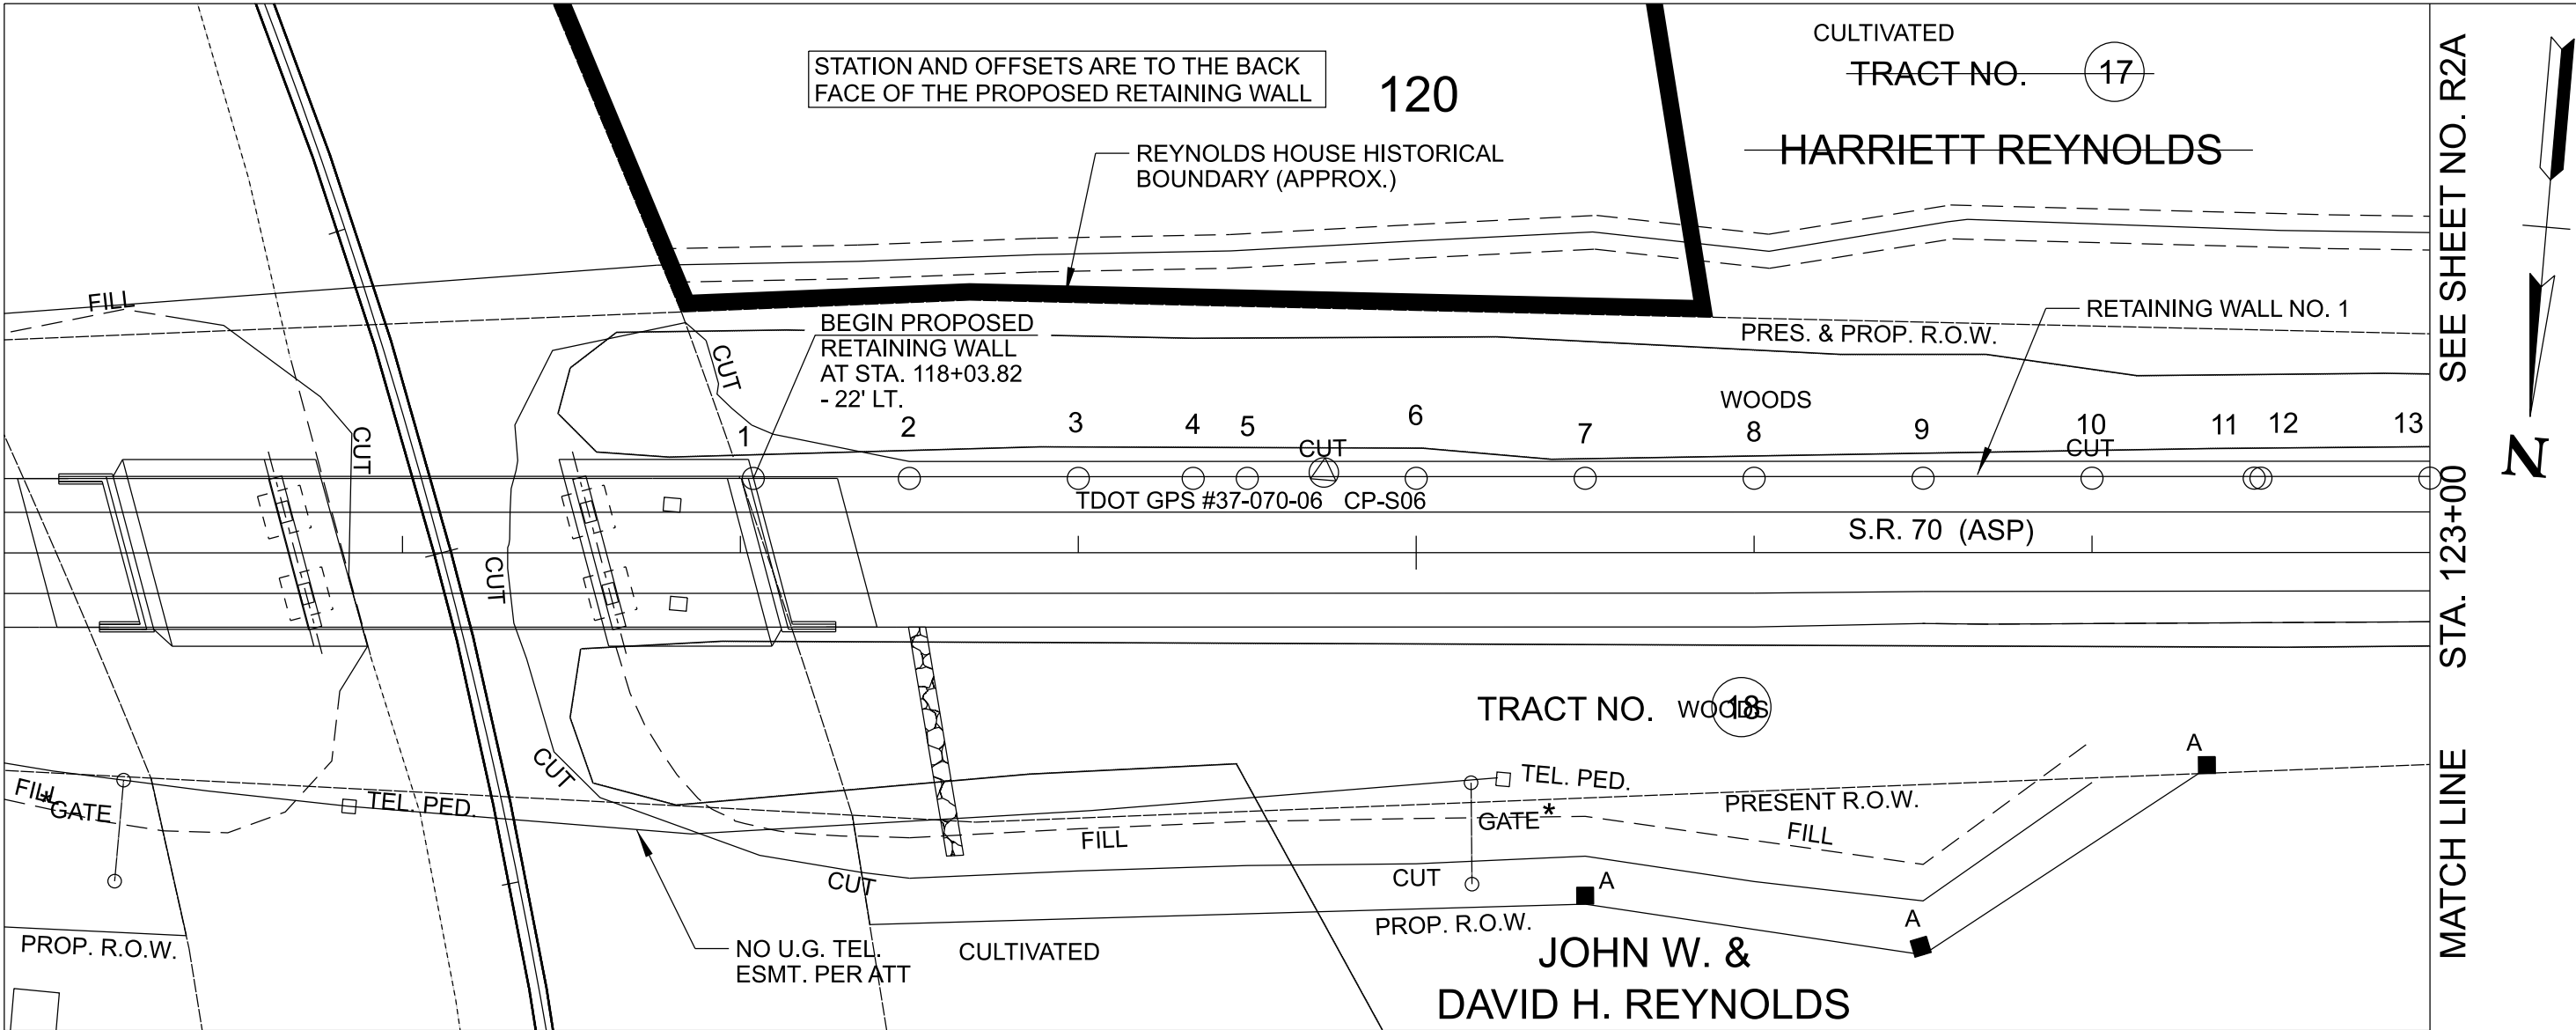 CULTIVATED
TRACT NO. 17
HARRIETT REYNOLDS
STATION AND OFFSETS ARE TO THE BACK
FACE OF THE PROPOSED RETAINING WALL
120
REYNOLDS HOUSE HISTORICAL
BOUNDARY (APPROX.)
SEE SHEET NO. R2A
FILL
BEGIN PROPOSED
RETAINING WALL
AT STA. 118+03.82
- 22' LT.
CUT
RETAINING WALL NO. 1
PRES. & PROP. R.O.W.
WOODS
1 2 3 4 5 6 7 8 9 10 11 12 13
CUT
CUT
CUT
N
TDOT GPS #37-070-06 CP-S06
S.R. 70 (ASP)
STA. 123+00
CUT
TRACT NO. 18
WOODS
CUT
FILL
*GATE
TEL. PED.
TEL. PED.
GATE*
PRESENT R.O.W.
FILL
FILL
A
CUT
CUT
A
A
PROP. R.O.W.
PROP. R.O.W.
NO U.G. TEL.
ESMT. PER ATT
CULTIVATED
JOHN W. &
DAVID H. REYNOLDS
MATCH LINE